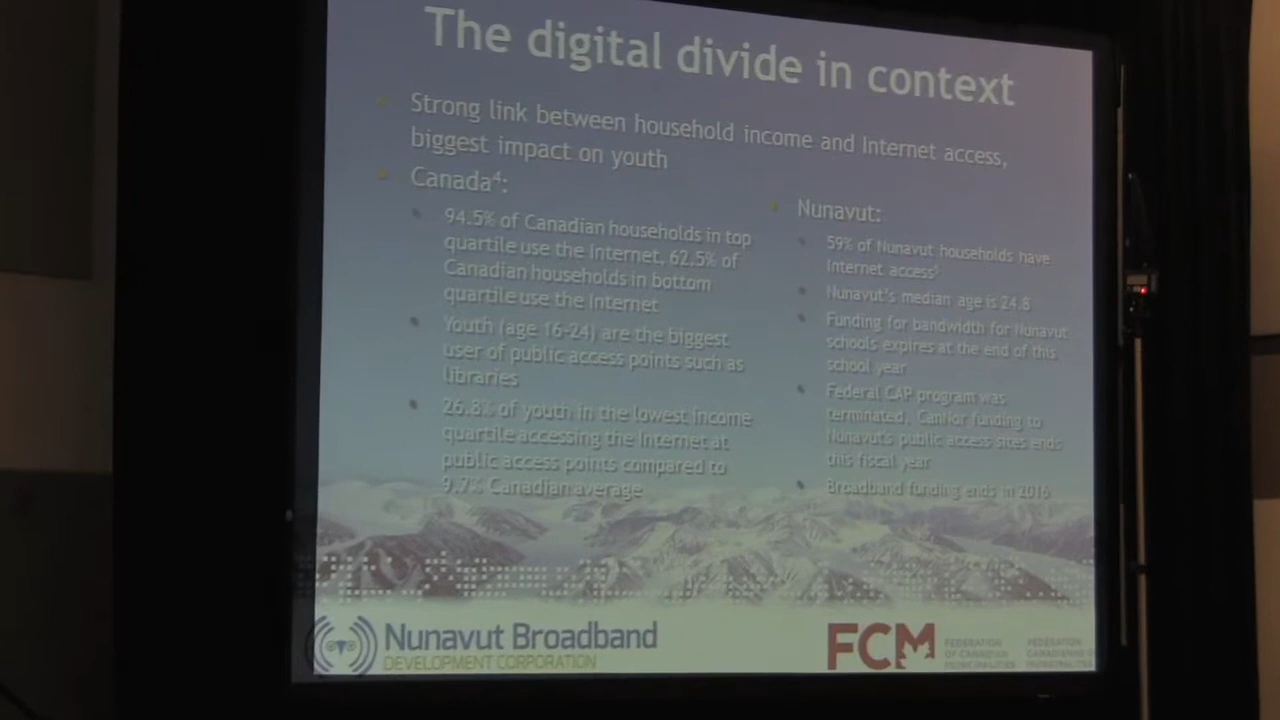 The digital divide in context
Strong link between household income and Internet access,
biggest impact on youth
Canada⁴:
94.5% of Canadian households in top
quartile use the Internet, 62.5% of
Canadian households in bottom
quartile use the Internet
Youth (age 16-24) are the biggest
user of public access points such as
libraries
26.8% of youth in the lowest income
quartile accessing the Internet at
public access points compared to
9.7% Canadian average
Nunavut:
59% of Nunavut households have
Internet access⁵
Nunavut's median age is 24.8
Funding for bandwidth for Nunavut
schools expires at the end of this
school year
Federal CAP program was
terminated. CanNor funding to
Nunavut's public access sites ends
this fiscal year
Broadband funding ends in 2016
Nunavut Broadband
DEVELOPMENT CORPORATION
FCM
FEDERATION
OF CANADIAN
MUNICIPALITIES
FÉDÉRATION
CANADIENNE DES
MUNICIPALITÉS